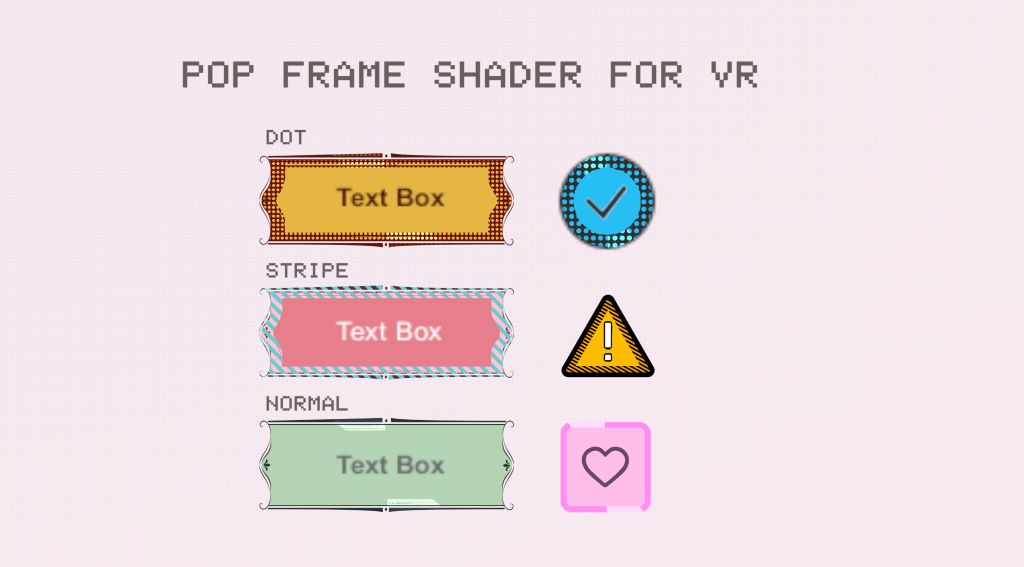 POP FRAME SHADER FOR VR
DOT
Text Box
STRIPE
Text Box
!
NORMAL
Text Box